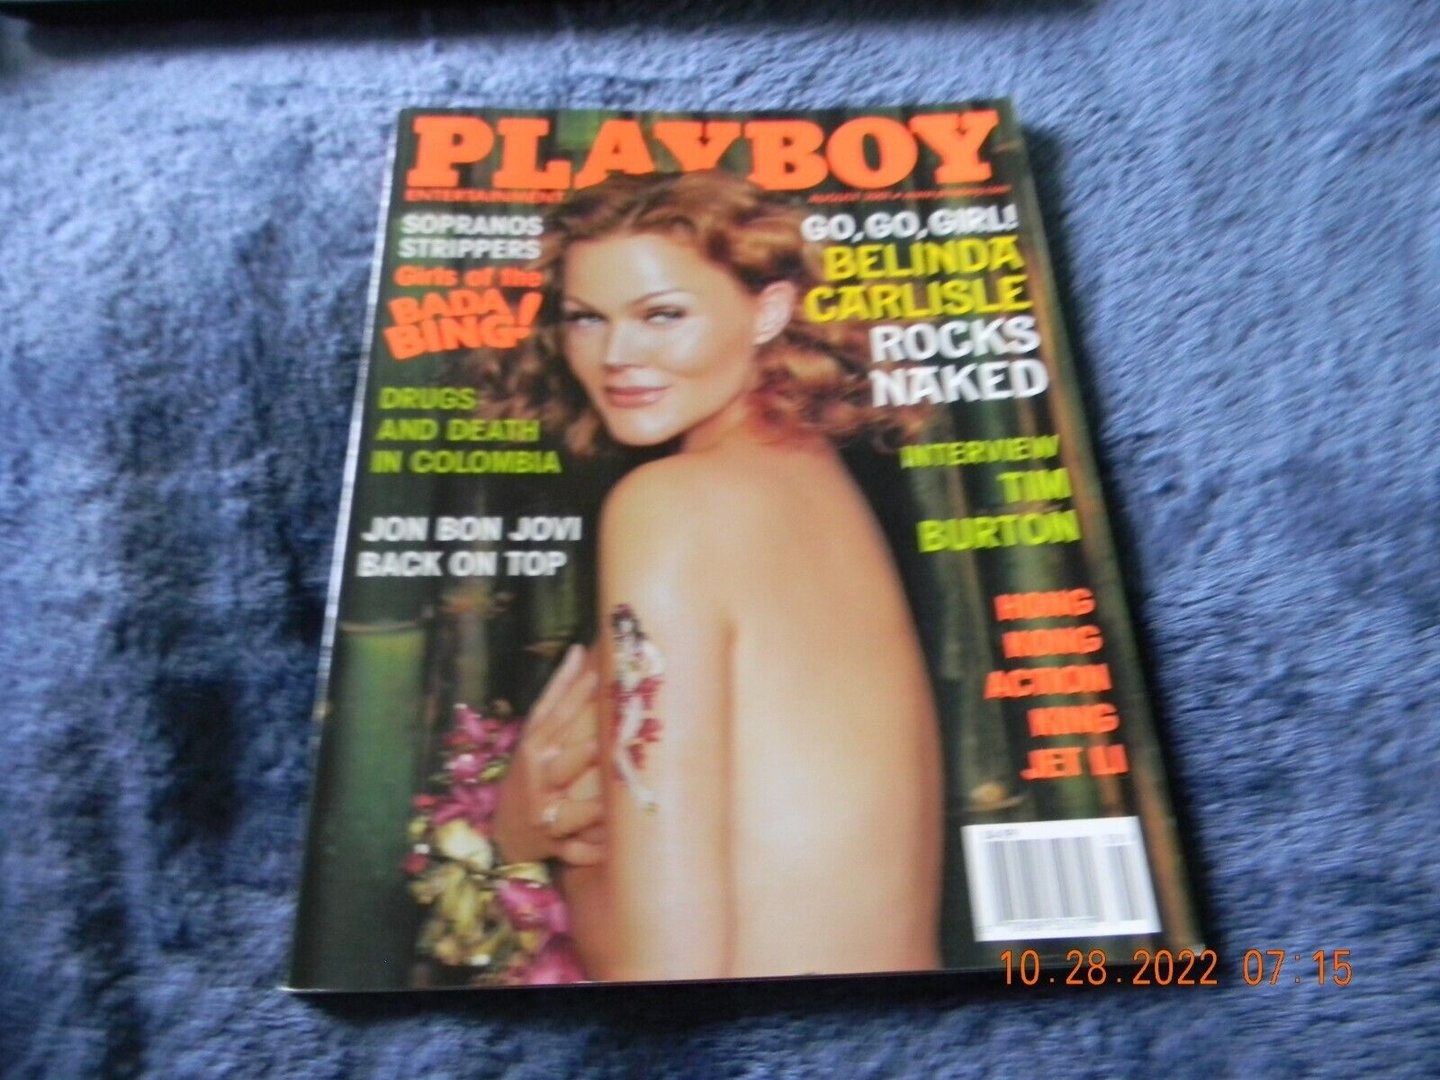 PLAYBOY
ENTERTAINMENT
AUGUST
SOPRANOS
STRIPPERS
Girls of the
BADA
BING!
DRUGS
AND DEATH
IN COLOMBIA
JON BON JOVI
BACK ON TOP
GO, GO, GIRL!
BELINDA
CARLISLE
ROCKS
NAKED
INTERVIEW
TIM
BURTON
HONG
KONG
ACTION
KING
JET LI
10.28.2022 07:15